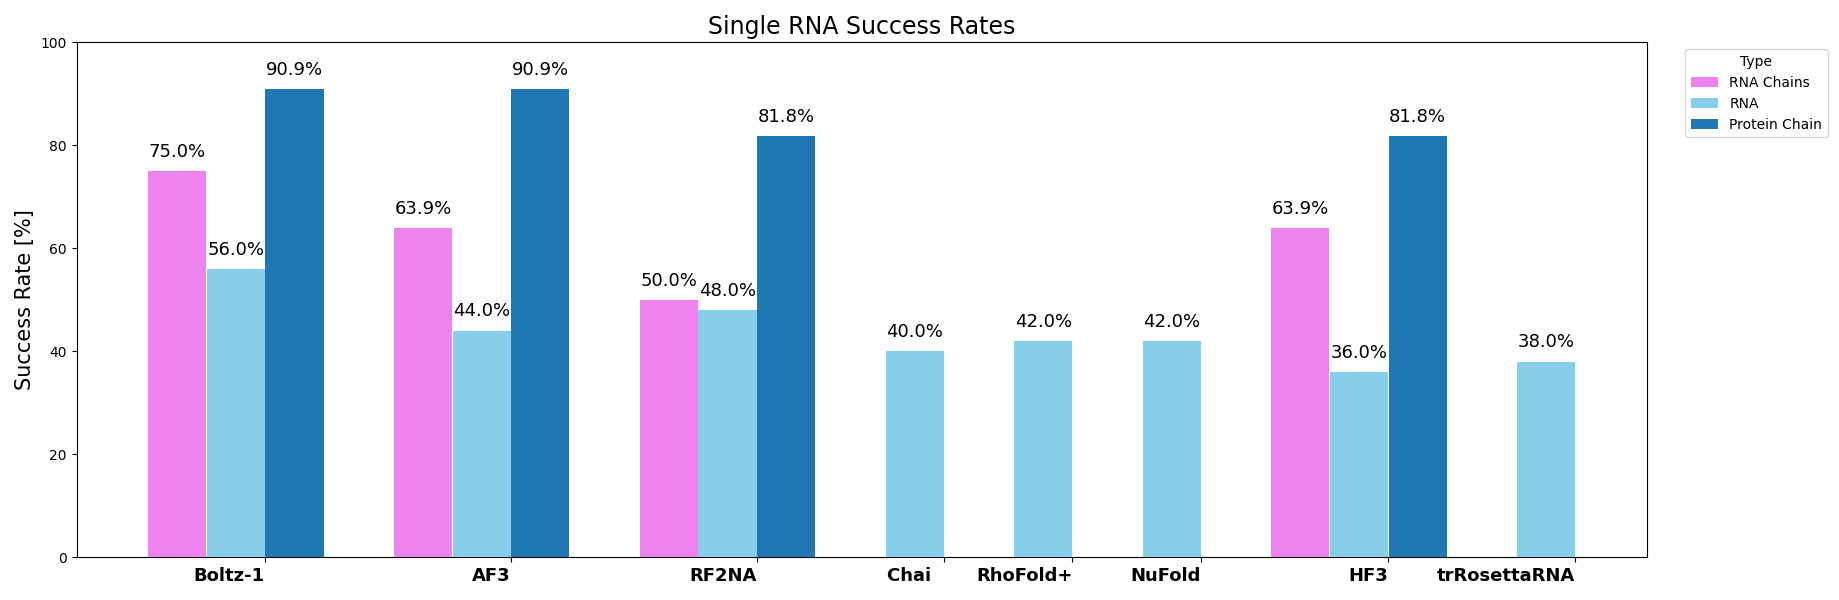 Single RNA Success Rates
Success Rate [%]
100
80
60
40
20
0
75.0%
56.0%
90.9%
63.9%
44.0%
90.9%
50.0%
48.0%
81.8%
40.0%
42.0%
42.0%
63.9%
36.0%
81.8%
38.0%
Boltz-1
AF3
RF2NA
Chai
RhoFold+
NuFold
HF3
trRosettaRNA
Type
RNA Chains
RNA
Protein Chain